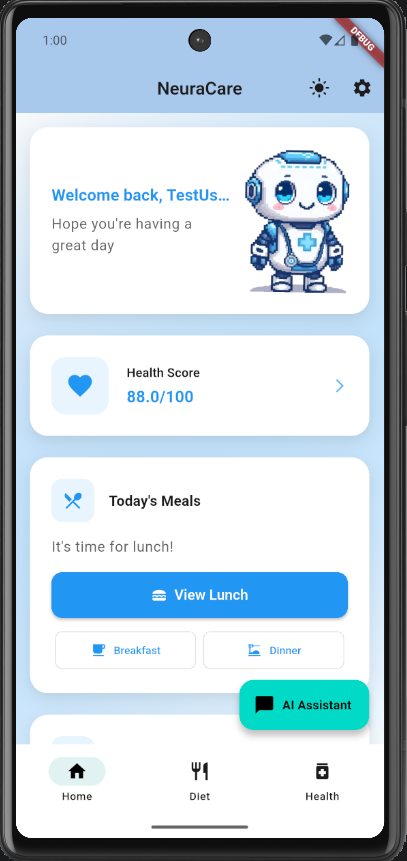 1:00
DEBUG
NeuraCare
Welcome back, TestUs...
Hope you're having a
great day
Health Score
88.0/100
Today's Meals
It's time for lunch!
View Lunch
Breakfast
Dinner
AI Assistant
Home
Diet
Health